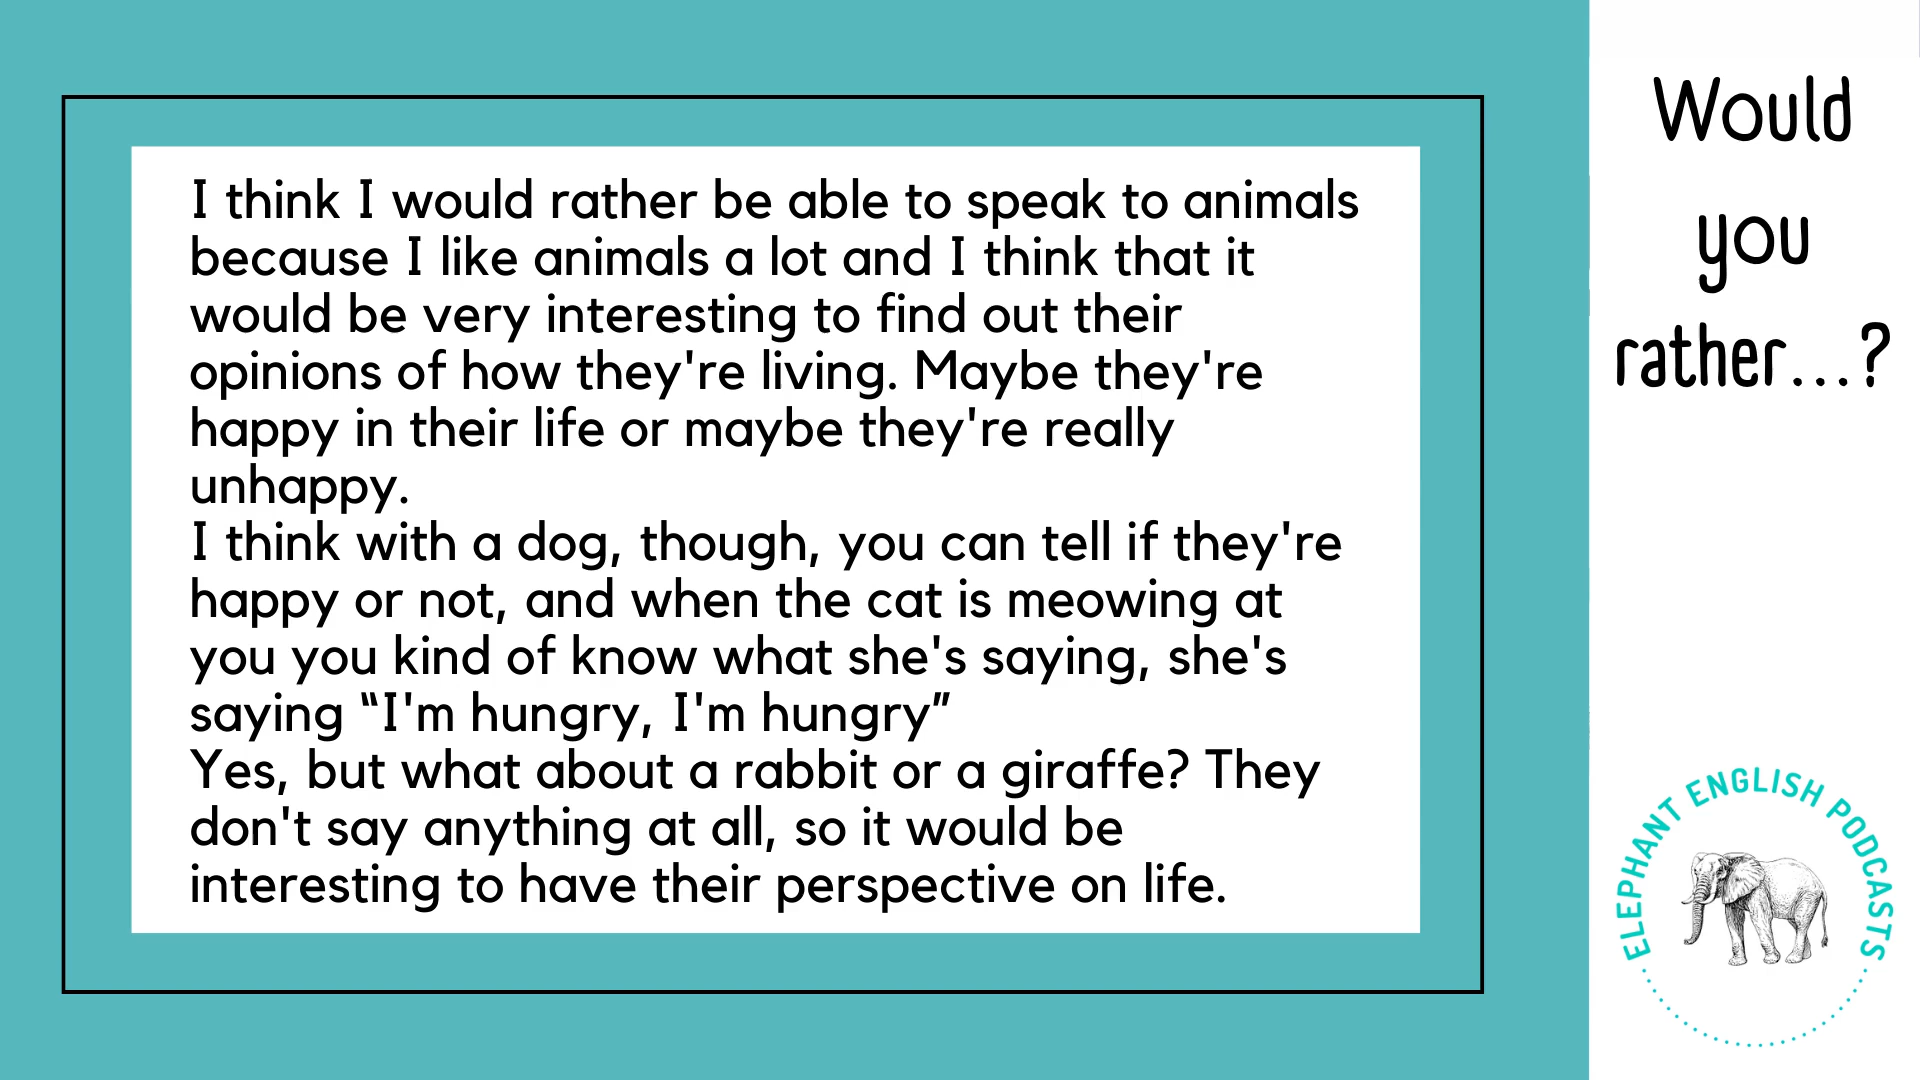 I think I would rather be able to speak to animals
because I like animals a lot and I think that it
would be very interesting to find out their
opinions of how they're living. Maybe they're
happy in their life or maybe they're really
unhappy.
I think with a dog, though, you can tell if they're
happy or not, and when the cat is meowing at
you you kind of know what she's saying, she's
saying “I'm hungry, I'm hungry”
Yes, but what about a rabbit or a giraffe? They
don't say anything at all, so it would be
interesting to have their perspective on life.
Would
you
rather...?
ELEPHANT ENGLISH PODCASTS